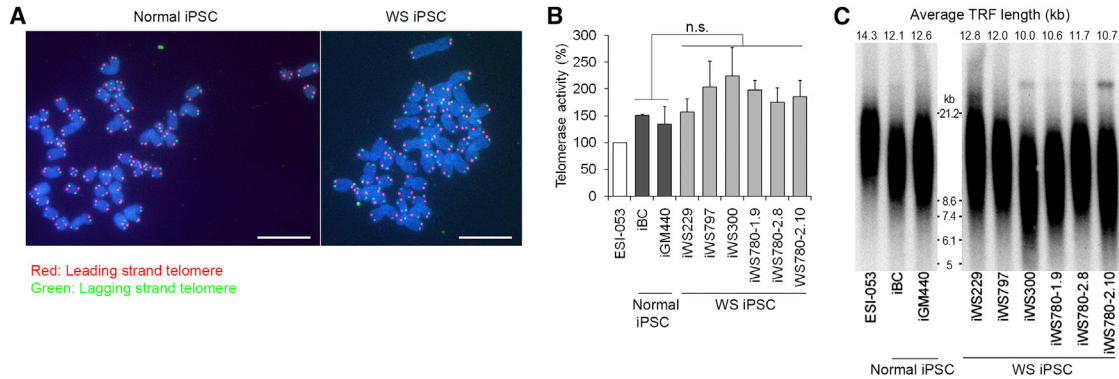 A
Normal iPSC
WS iPSC
Red: Leading strand telomere
Green: Lagging strand telomere
B
n.s.
Telomerase activity (%)
300
250
200
150
100
50
0
ESI-053
iBC
iGM440
iWS229
iWS797
iWS300
iWS780-1.9
iWS780-2.8
WS780-2.10
Normal
iPSC
WS iPSC
C
Average TRF length (kb)
14.3 12.1 12.6 12.8 12.0 10.0 10.6 11.7 10.7
kb
21.2
8.6
7.4
6.1
5
ESI-053
iBC
iGM440
iWS229
iWS797
iWS300
iWS780-1.9
iWS780-2.8
iWS780-2.10
Normal iPSC
WS iPSC